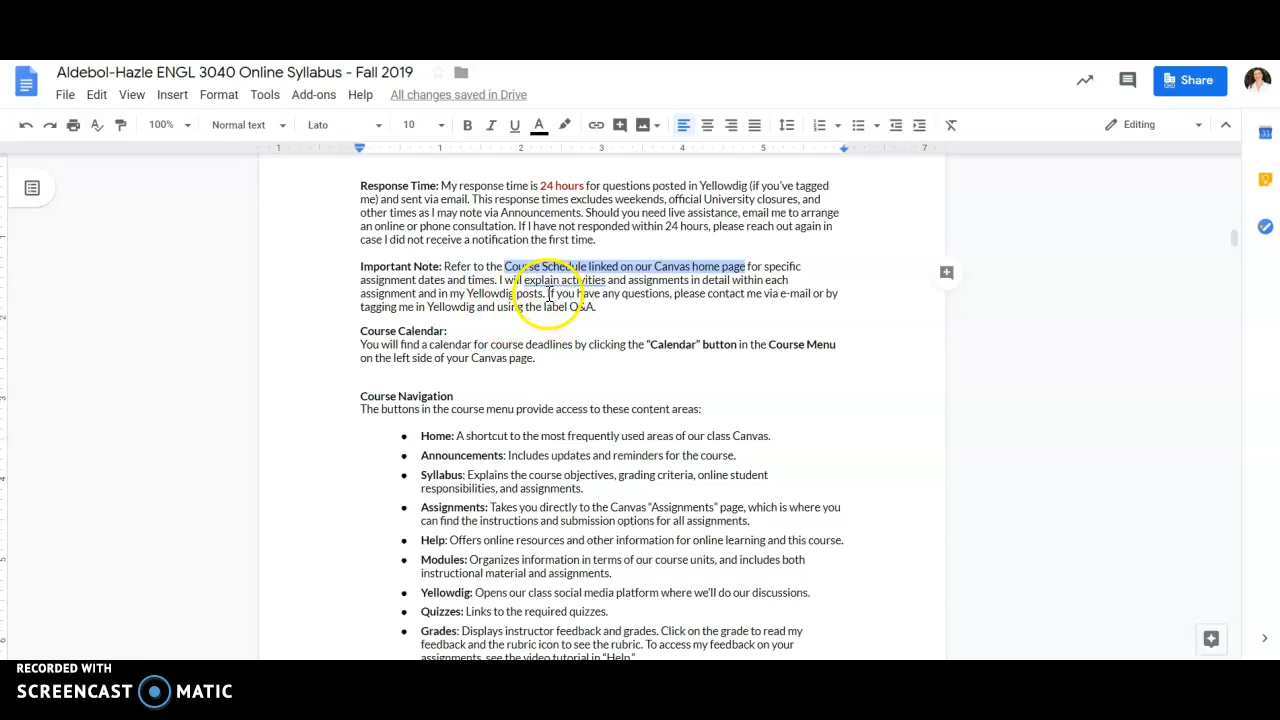 Aldebol-Hazle ENGL 3040 Online Syllabus - Fall 2019
Share
File Edit View Insert Format Tools Add-ons Help All changes saved in Drive
100% Normal text Lato 10 B I U A Editing
1 1 2 3 4 5 7
Response Time: My response time is 24 hours for questions posted in Yellowdig (if you've tagged
me) and sent via email. This response times excludes weekends, official University closures, and
other times as I may note via Announcements. Should you need live assistance, email me to arrange
an online or phone consultation. If I have not responded within 24 hours, please reach out again in
case I did not receive a notification the first time.
Important Note: Refer to the Course Schedule linked on our Canvas home page for specific
assignment dates and times. I will explain activities and assignments in detail within each
assignment and in my Yellowdig posts. If you have any questions, please contact me via e-mail or by
tagging me in Yellowdig and using the label Q&A.
Course Calendar:
You will find a calendar for course deadlines by clicking the "Calendar" button in the Course Menu
on the left side of your Canvas page.
Course Navigation
The buttons in the course menu provide access to these content areas:
● Home: A shortcut to the most frequently used areas of our class Canvas.
● Announcements: Includes updates and reminders for the course.
● Syllabus: Explains the course objectives, grading criteria, online student
responsibilities, and assignments.
● Assignments: Takes you directly to the Canvas "Assignments" page, which is where you
can find the instructions and submission options for all assignments.
● Help: Offers online resources and other information for online learning and this course.
● Modules: Organizes information in terms of our course units, and includes both
instructional material and assignments.
● Yellowdig: Opens our class social media platform where we'll do our discussions.
● Quizzes: Links to the required quizzes.
● Grades: Displays instructor feedback and grades. Click on the grade to read my
feedback and the rubric icon to see the rubric. To access my feedback on your
assignments, see the video tutorial in "Help."
RECORDED WITH
SCREENCAST MATIC